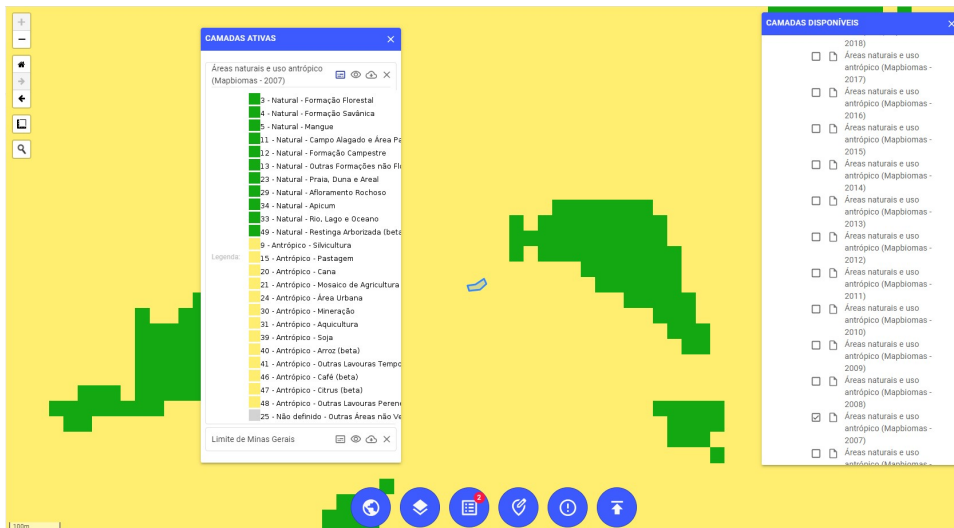 CAMADAS ATIVAS
Áreas naturais e uso antrópico
(Mapbiomas - 2007)
3 - Natural - Formação Florestal
4 - Natural - Formação Savânica
5 - Natural - Mangue
11 - Natural - Campo Alagado e Área Pa
12 - Natural - Formação Campestre
13 - Natural - Outras Formações não Fl
23 - Natural - Praia, Duna e Areal
29 - Natural - Afloramento Rochoso
34 - Natural - Apicum
33 - Natural - Rio, Lago e Oceano
49 - Natural - Restinga Arborizada (beta
9 - Antrópico - Silvicultura
Legenda:
15 - Antrópico - Pastagem
20 - Antrópico - Cana
21 - Antrópico - Mosaico de Agricultura
24 - Antrópico - Área Urbana
30 - Antrópico - Mineração
31 - Antrópico - Aquicultura
39 - Antrópico - Soja
40 - Antrópico - Arroz (beta)
41 - Antrópico - Outras Lavouras Tempo
46 - Antrópico - Café (beta)
47 - Antrópico - Citrus (beta)
48 - Antrópico - Outras Lavouras Peren
25 - Não definido - Outras Áreas não Ve
Limite de Minas Gerais
CAMADAS DISPONÍVEIS
2018)
Áreas naturais e uso
antrópico (Mapbiomas -
2017)
Áreas naturais e uso
antrópico (Mapbiomas -
2016)
Áreas naturais e uso
antrópico (Mapbiomas -
2015)
Áreas naturais e uso
antrópico (Mapbiomas -
2014)
Áreas naturais e uso
antrópico (Mapbiomas -
2013)
Áreas naturais e uso
antrópico (Mapbiomas -
2012)
Áreas naturais e uso
antrópico (Mapbiomas -
2011)
Áreas naturais e uso
antrópico (Mapbiomas -
2010)
Áreas naturais e uso
antrópico (Mapbiomas -
2009)
Áreas naturais e uso
antrópico (Mapbiomas -
2008)
Áreas naturais e uso
antrópico (Mapbiomas -
2007)
Áreas naturais e uso
antrópico (Mapbiomas -
2
100m